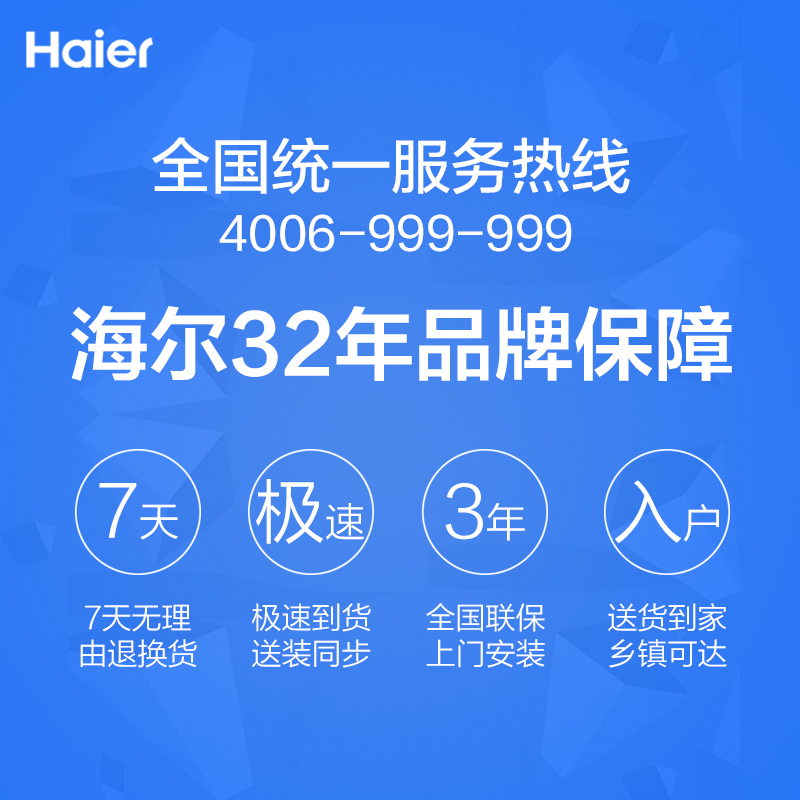 Haier
全国统一服务热线
4006-999-999
海尔32年品牌保障
7天
极速
3年
入户
7天无理
由退换货
极速到货
送装同步
全国联保
上门安装
送货到家
乡镇可达